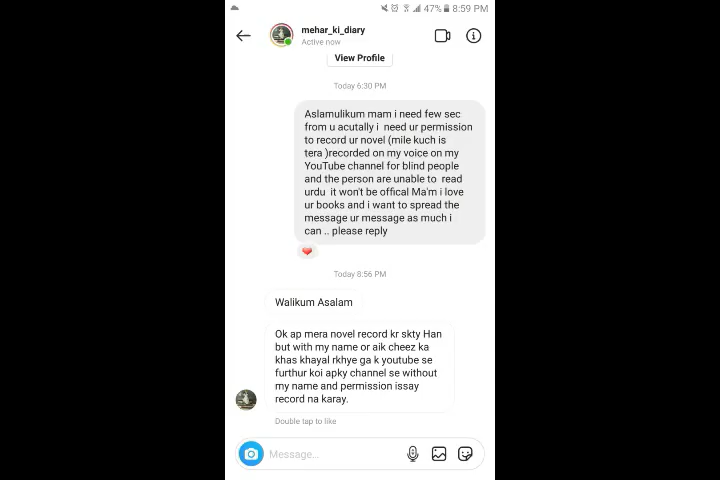 47% 8:59 PM
mehar_ki_diary
Active now
View Profile
Today 6:30 PM
Aslamulikum mam i need few sec
from u acutally i need ur permission
to record ur novel (mile kuch is
tera )recorded on my voice on my
YouTube channel for blind people
and the person are unable to read
urdu it won't be offical Ma'm i love
ur books and i want to spread the
message ur message as much i
can .. please reply
Today 8:56 PM
Walikum Asalam
Ok ap mera novel record kr skty Han
but with my name or aik cheez ka
khas khayal rkhye ga k youtube se
furthur koi apky channel se without
my name and permission issay
record na karay.
Double tap to like
Message...